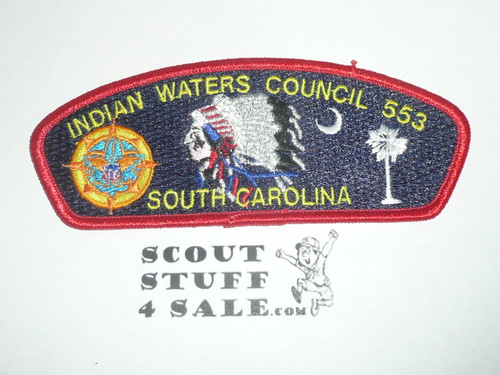 INDIAN WATERS COUNCIL 553
SOUTH CAROLINA
SCOUT
STUFF
4 SALE.COM